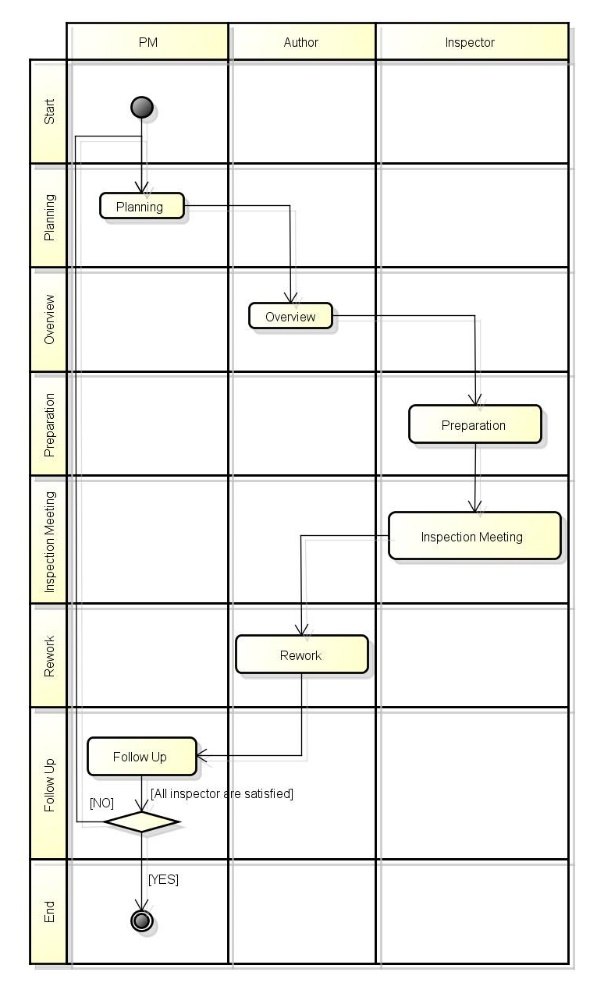 PM
Author
Inspector
Start
Planning
Planning
Overview
Overview
Preparation
Preparation
Inspection Meeting
Inspection Meeting
Rework
Rework
Follow Up
Follow Up
[All inspector are satisfied]
[NO]
[YES]
End